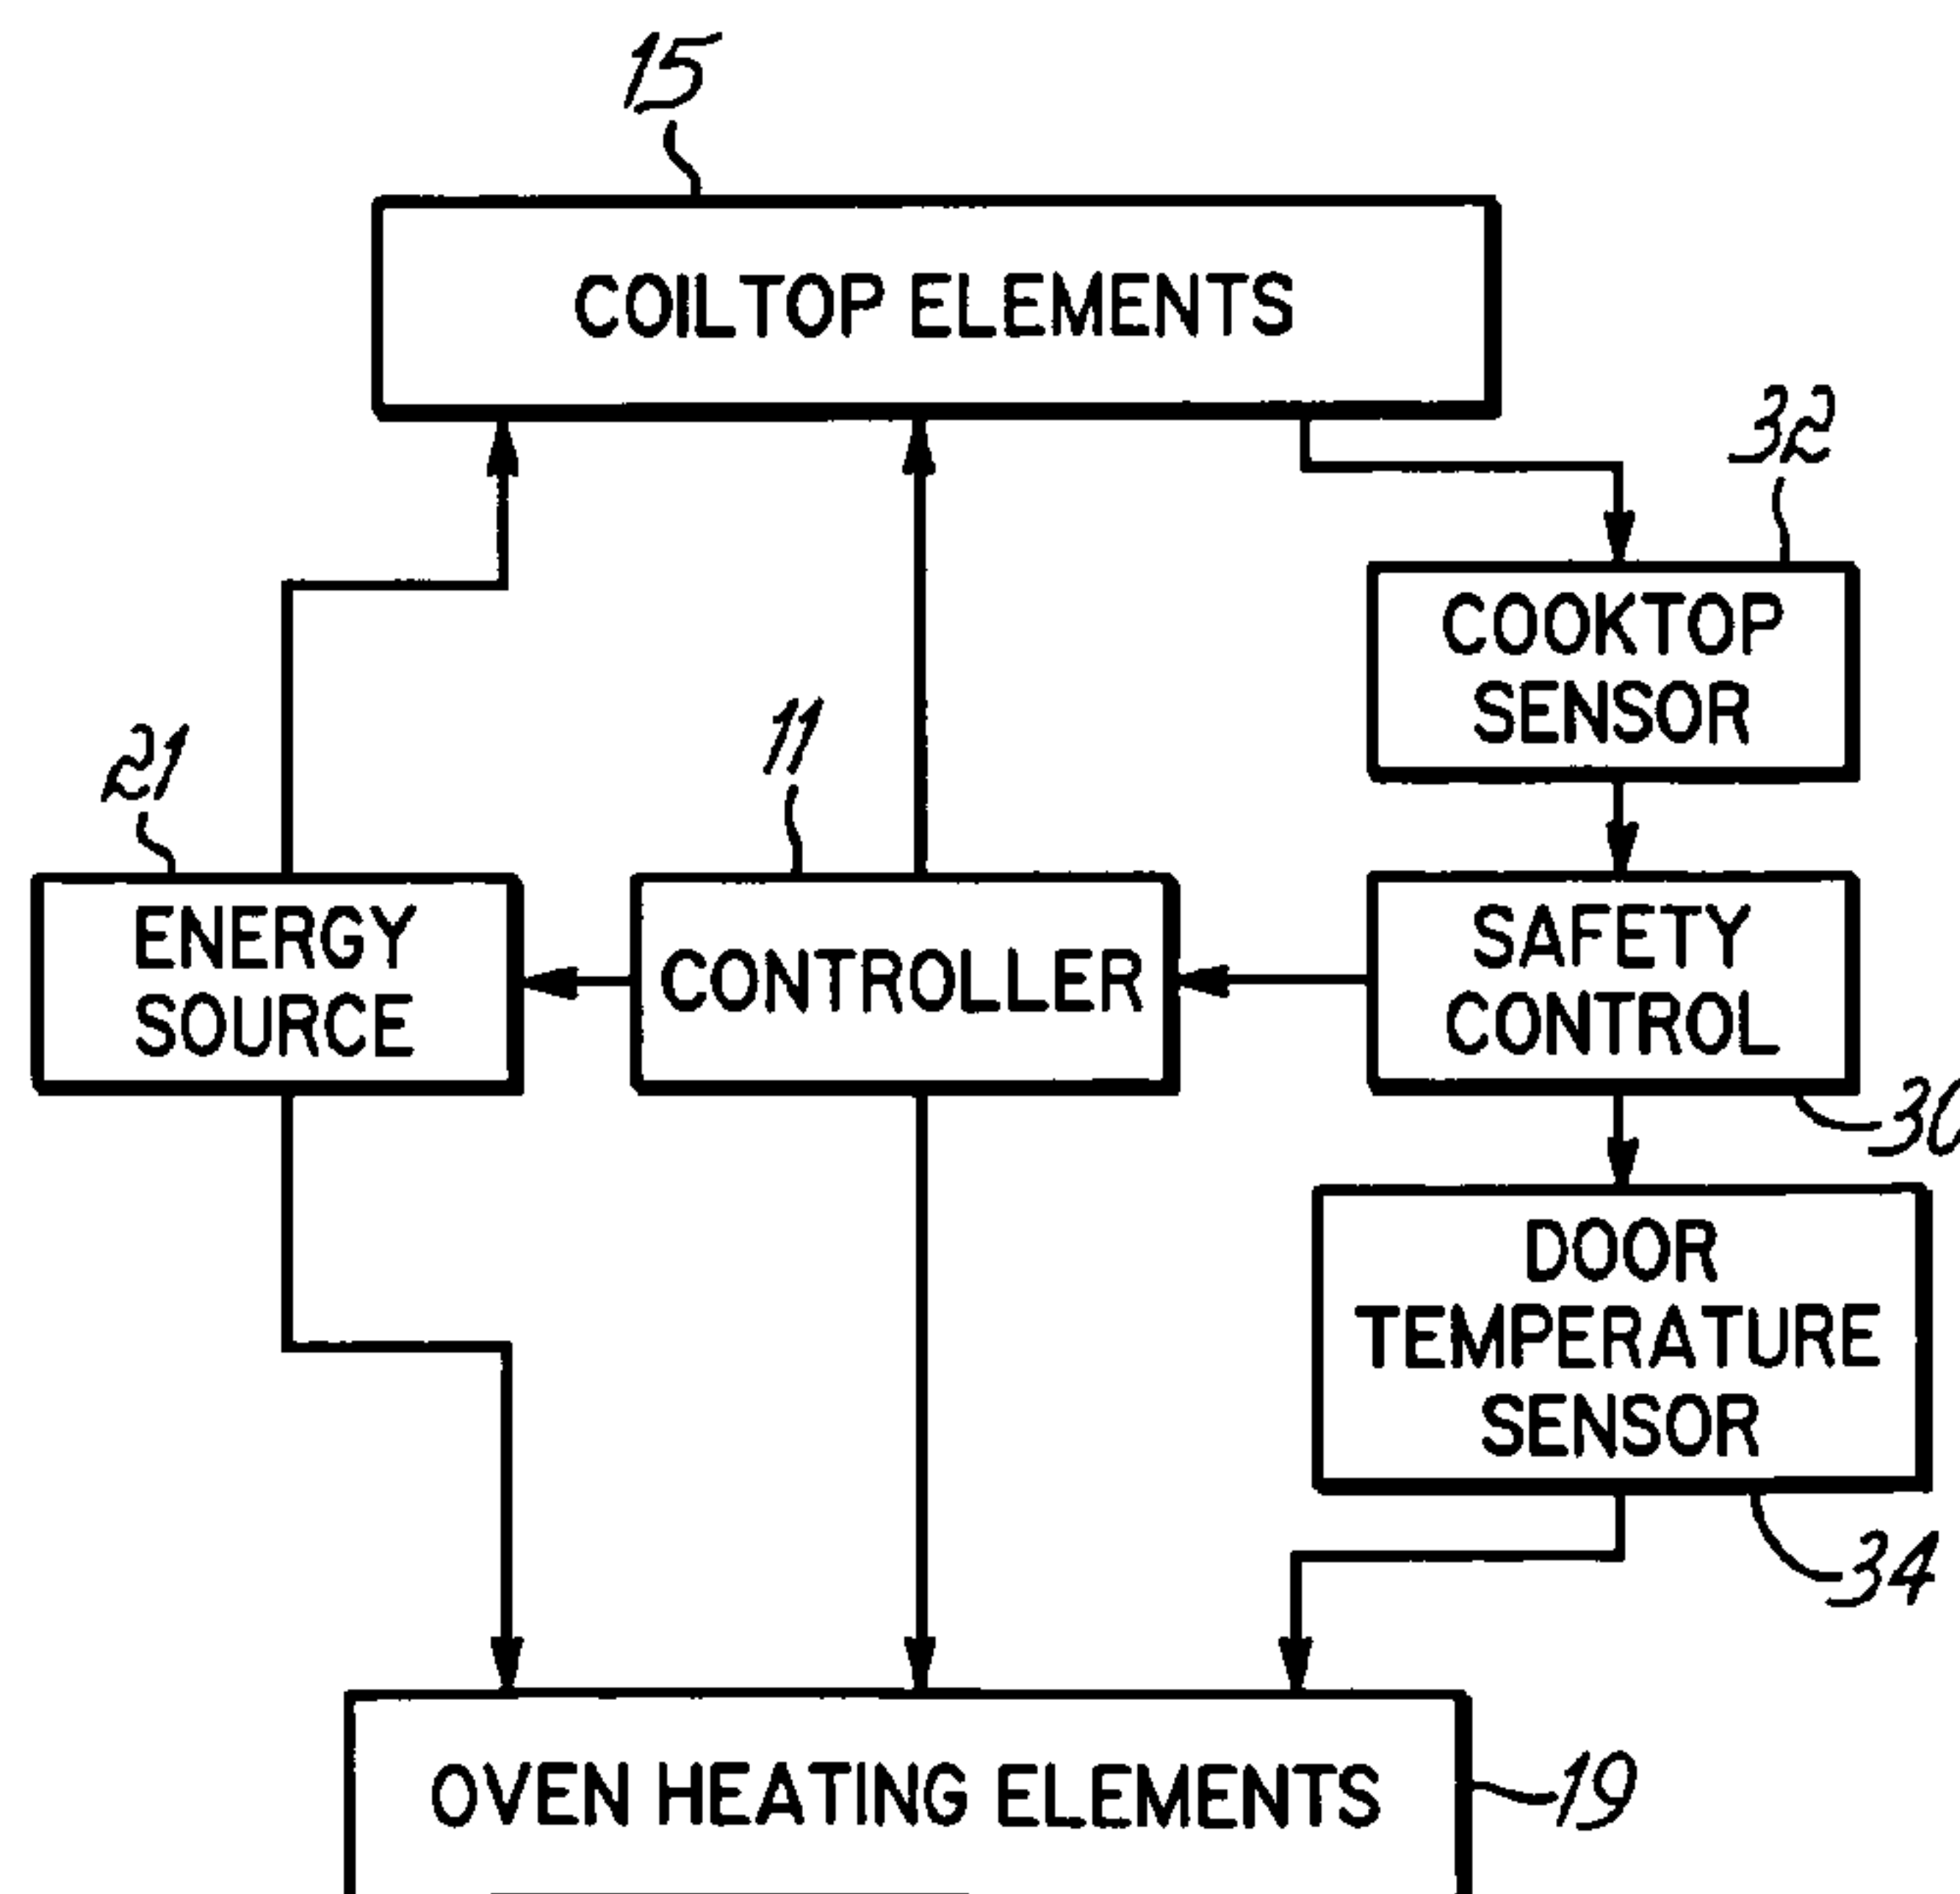 15
COILTOP ELEMENTS
32
COOKTOP
SENSOR
21
11
ENERGY
SOURCE
CONTROLLER
SAFETY
CONTROL
30
DOOR
TEMPERATURE
SENSOR
34
OVEN HEATING ELEMENTS
19